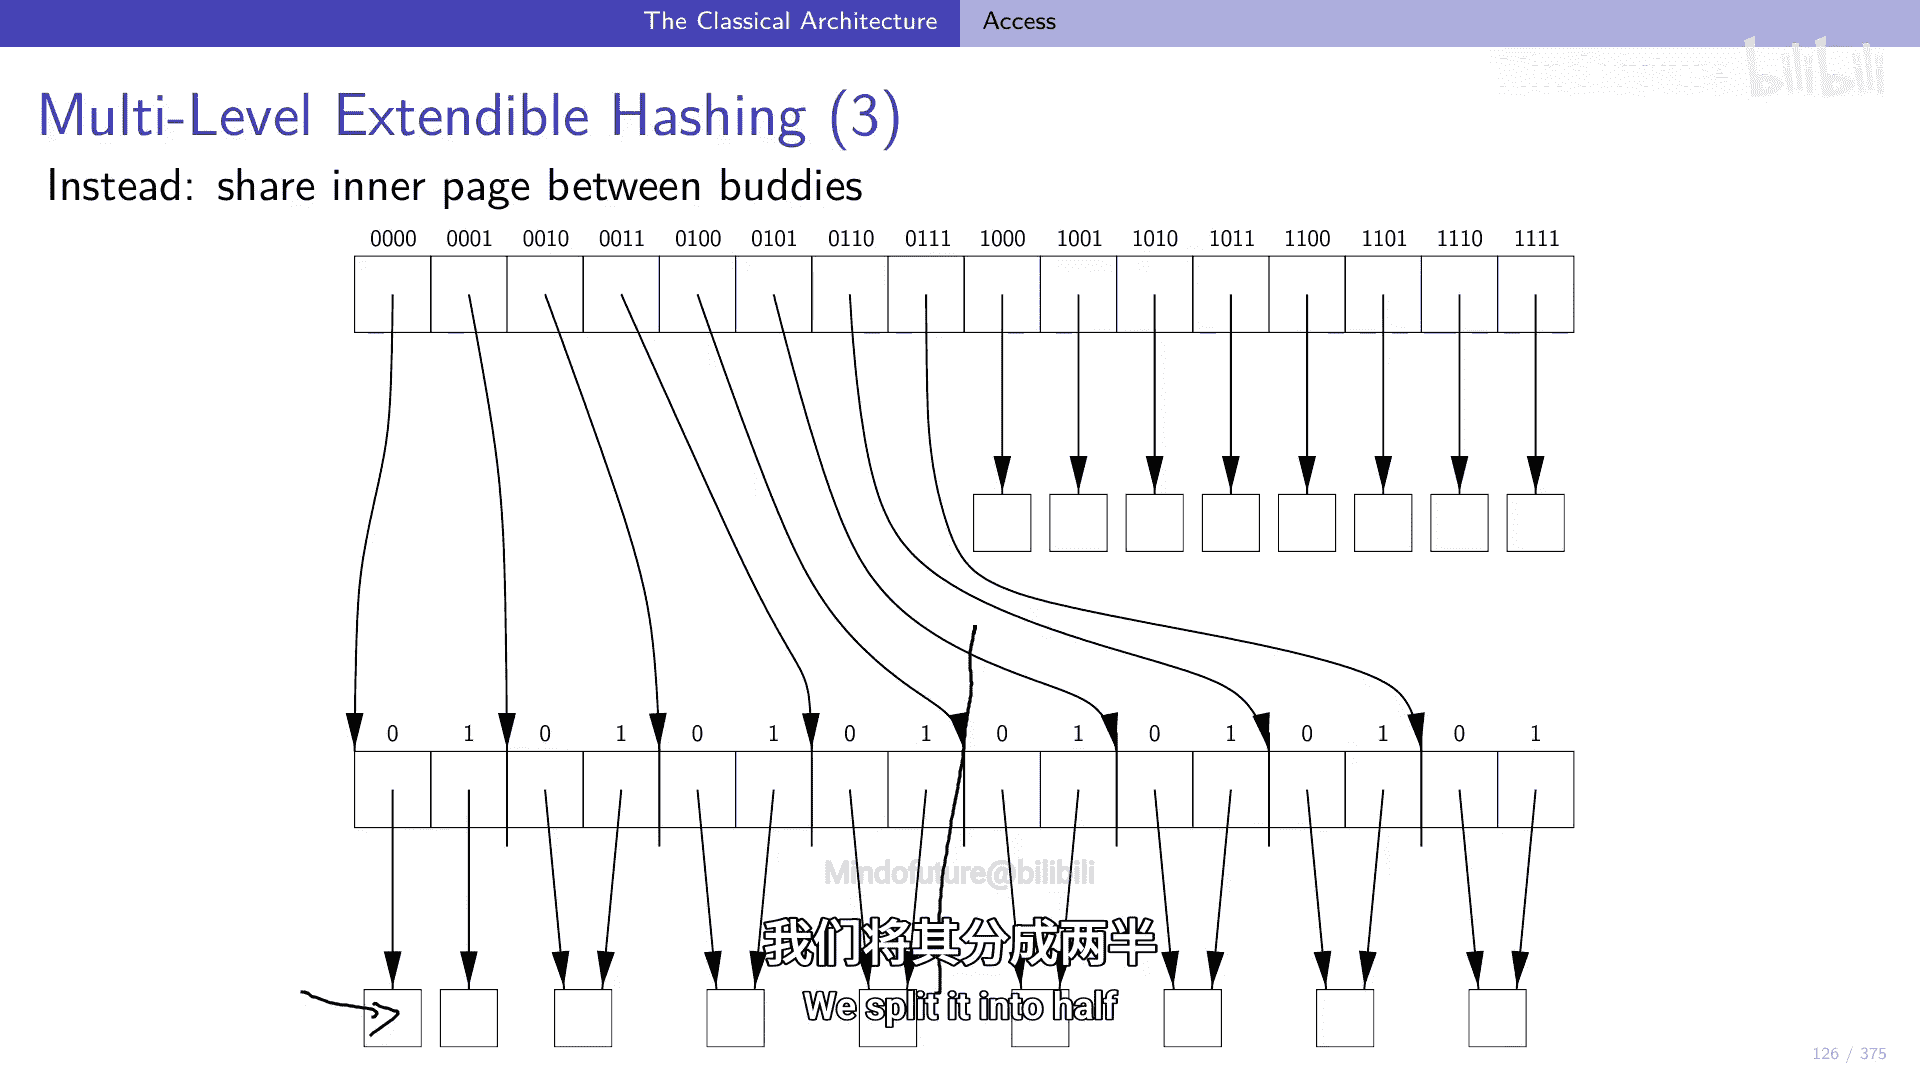 The Classical Architecture Access
bilibili
Multi-Level Extendible Hashing (3)
Instead: share inner page between buddies
0000 0001 0010 0011 0100 0101 0110 0111 1000 1001 1010 1011 1100 1101 1110 1111
0 1 0 1 0 1 0 1 0 1 0 1 0 1 0 1
Mindofuture@bilibili
我们将其分成两半
We split it into half
126 / 375